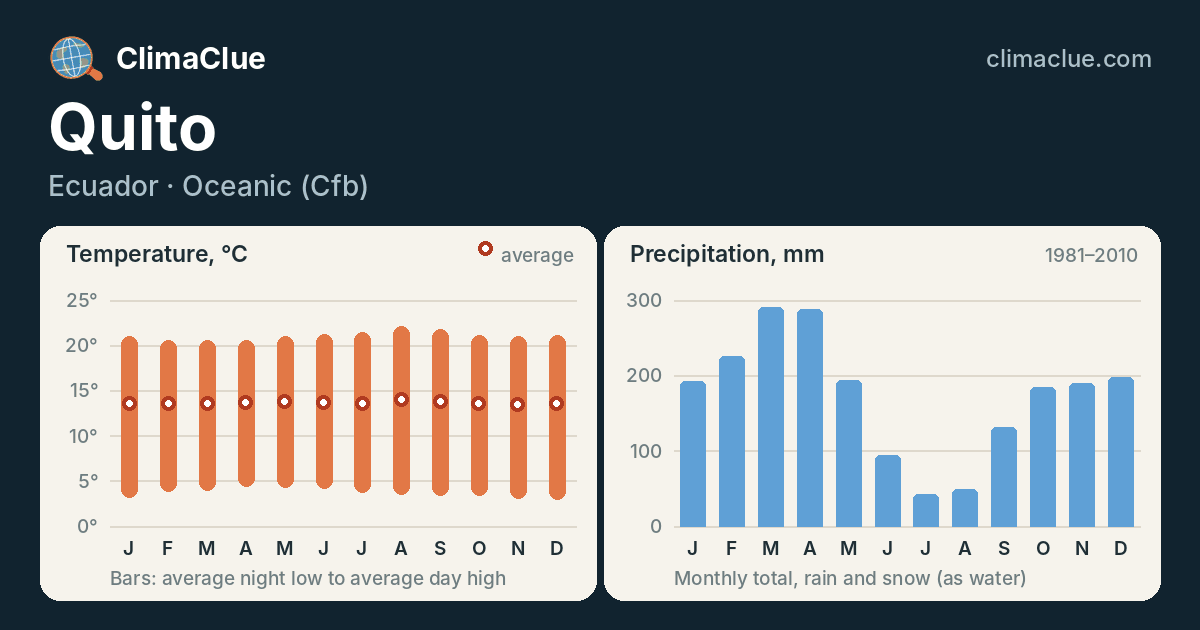 ClimaClue
climaclue.com
Quito
Ecuador · Oceanic (Cfb)
Temperature, °C
average
25°
20°
15°
10°
5°
0°
J F M A M J J A S O N D
Bars: average night low to average day high
Precipitation, mm
1981–2010
300
200
100
0
J F M A M J J A S O N D
Monthly total, rain and snow (as water)